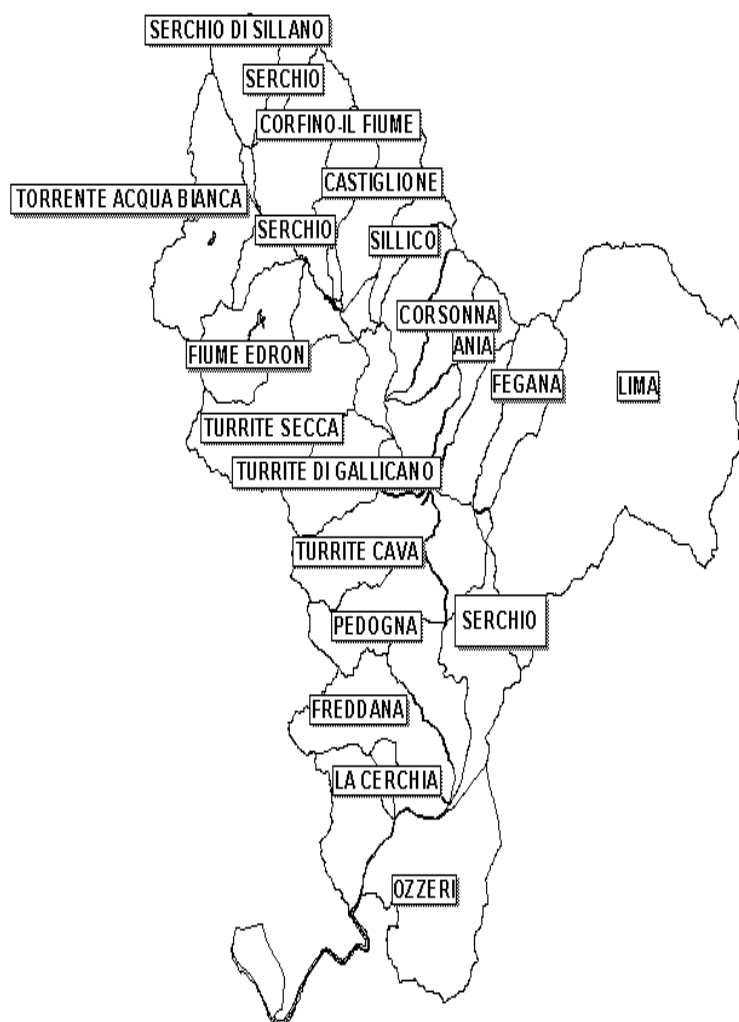 SERCHIO DI SILLANO
SERCHIO
CORFINO-IL FIUME
CASTIGLIONE
TORRENTE ACQUA BIANCA
SERCHIO
SILLICO
CORSONNA
ANIA
FIUME EDRON
FEGANA
LIMA
TURRITE SECCA
TURRITE DI GALLICANO
TURRITE CAVA
SERCHIO
PEDOGNA
FREDDANA
LA CERCHIA
OZZERI